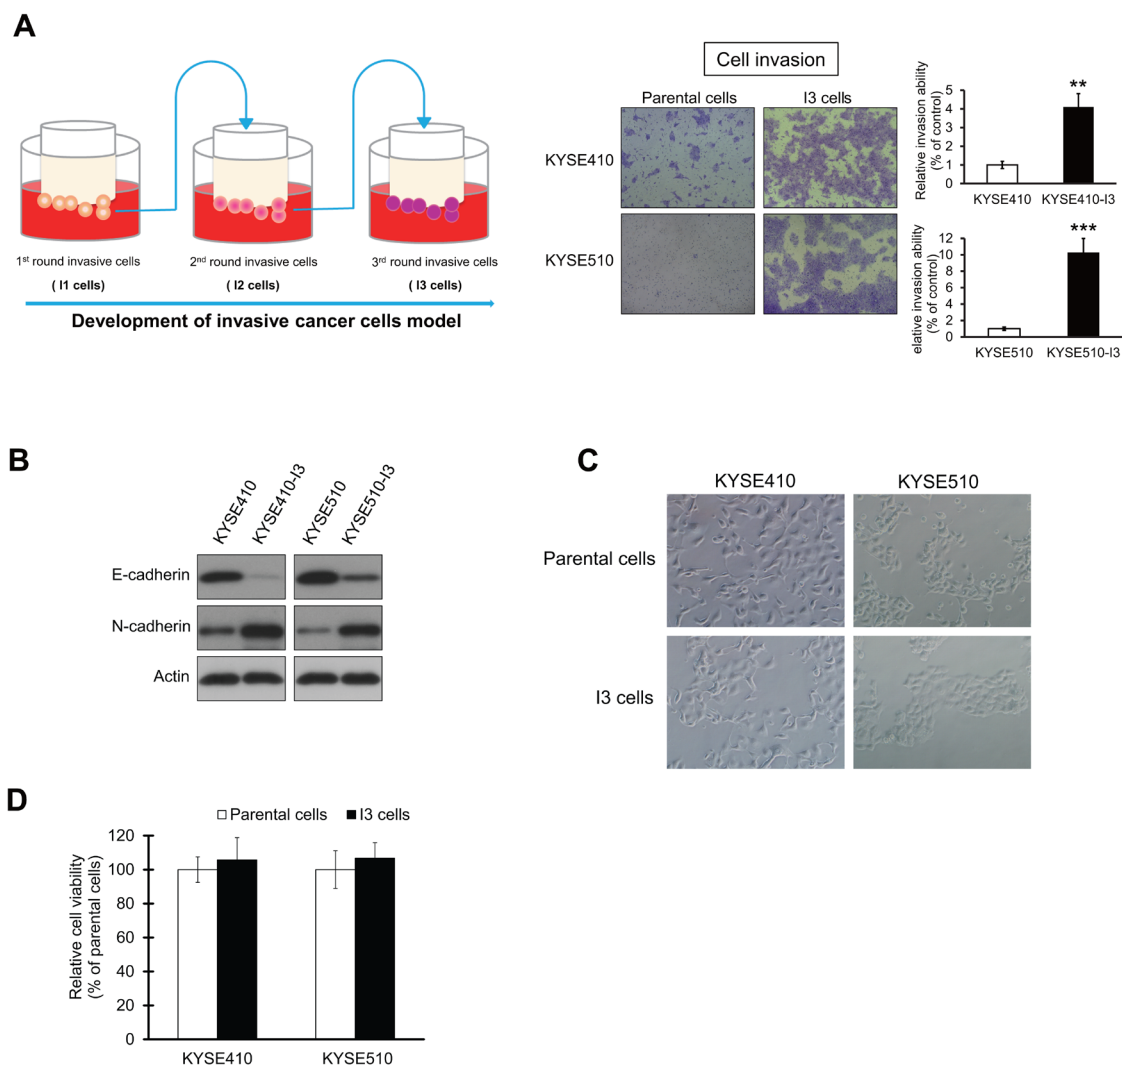 A
1st round invasive cells
( I1 cells)
2nd round invasive cells
( I2 cells)
3rd round invasive cells
( I3 cells)
Development of invasive cancer cells model
Cell invasion
Parental cells
I3 cells
KYSE410
KYSE510
Relative invasion ability
(% of control)
5
4
3
2
1
0
**
KYSE410
KYSE410-I3
elative invasion ability
(% of control)
12
10
8
6
4
2
0
***
KYSE510
KYSE510-I3
B
KYSE410
KYSE410-I3
KYSE510
KYSE510-I3
E-cadherin
N-cadherin
Actin
C
KYSE410
KYSE510
Parental cells
I3 cells
D
Parental cells
I3 cells
Relative cell viability
(% of parental cells)
120
100
80
60
40
20
0
KYSE410
KYSE510